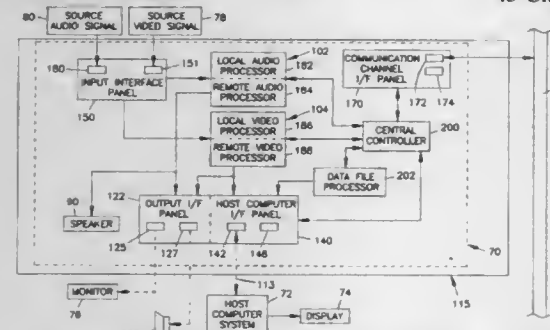 80
SOURCE
AUDIO SIGNAL
SOURCE
VIDEO SIGNAL
78
151
INPUT INTERFACE
PANEL
150
LOCAL AUDIO
PROCESSOR
REMOTE AUDIO
PROCESSOR
102
182
184
LOCAL VIDEO
PROCESSOR
REMOTE VIDEO
PROCESSOR
104
186
188
COMMUNICATION
CHANNEL
I/F PANEL
170
172
174
CENTRAL
CONTROLLER
200
DATA FILE
PROCESSOR
202
90
SPEAKER
122
OUTPUT I/F
PANEL
125
127
HOST COMPUTER
I/F PANEL
142
146
140
70
115
113
MONITOR
76
HOST
COMPUTER
SYSTEM
72
DISPLAY
74